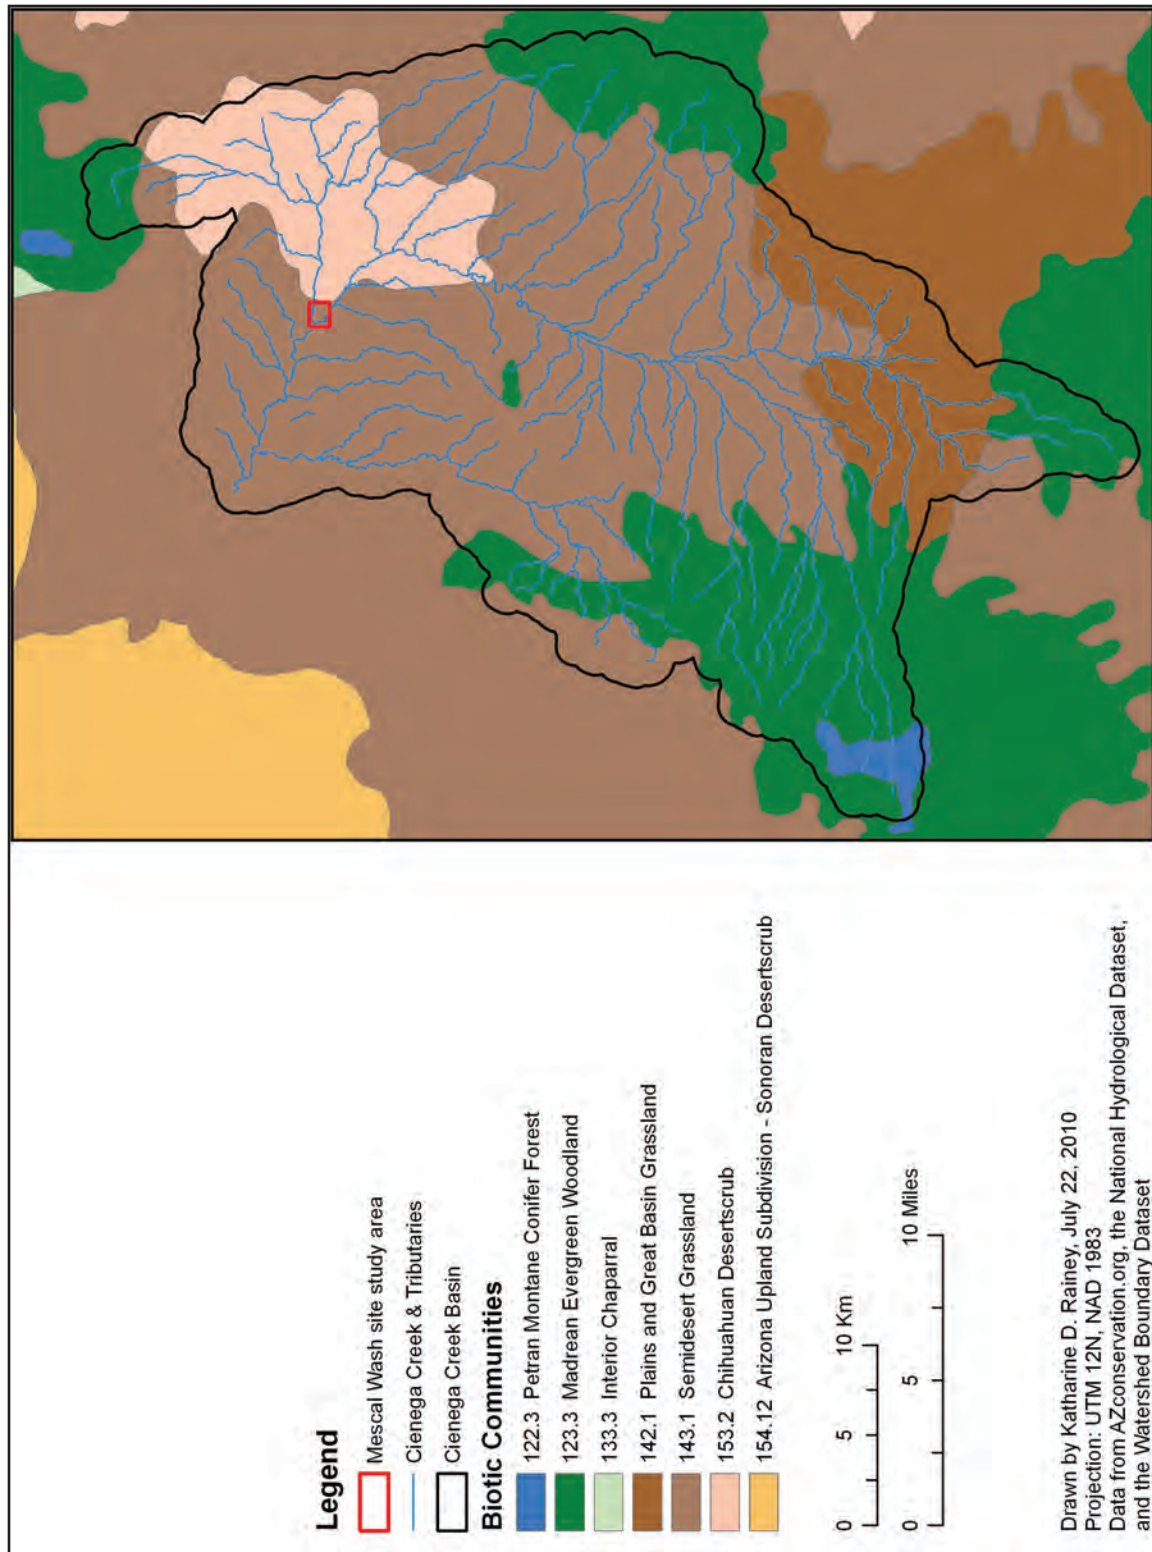 Legend
Mescal Wash site study area
Cienega Creek & Tributaries
Cienega Creek Basin
Biotic Communities
122.3 Petran Montane Conifer Forest
123.3 Madrean Evergreen Woodland
133.3 Interior Chaparral
142.1 Plains and Great Basin Grassland
143.1 Semidesert Grassland
153.2 Chihuahuan Desertscrub
154.12 Arizona Upland Subdivision - Sonoran Desertscrub
0 5 10 Km
0 5 10 Miles
Drawn by Katharine D. Rainey, July 22, 2010
Projection: UTM 12N, NAD 1983
Data from AZconservation.org, the National Hydrological Dataset,
and the Watershed Boundary Dataset